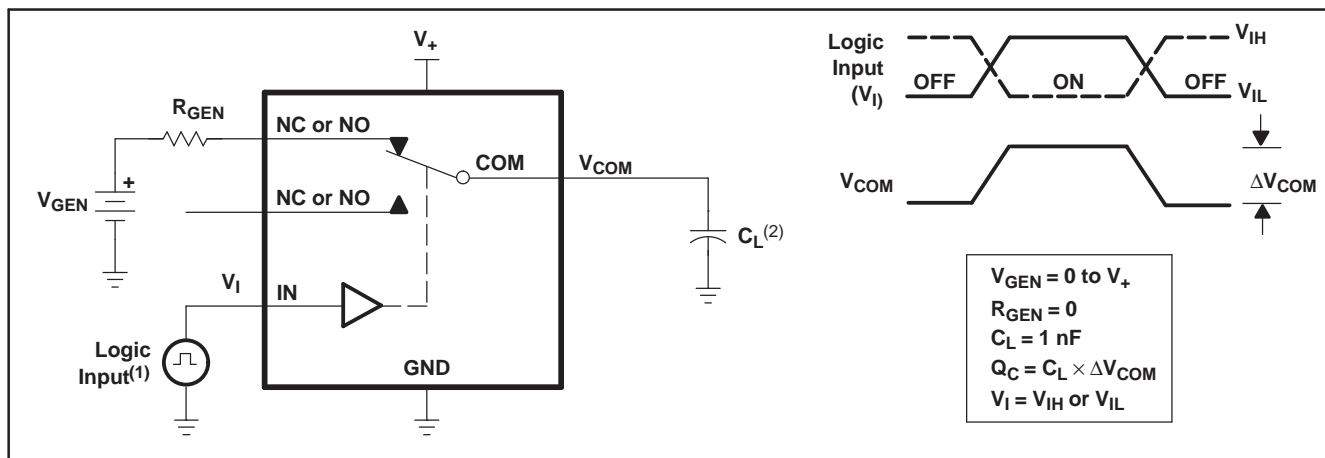 V+
RGEN
NC or NO
COM
VCOM
+
VGEN
NC or NO
CL(2)
VI
IN
Logic
Input(1)
GND
Logic
Input
(VI)
VIH
OFF
ON
OFF
VIL
VCOM
ΔVCOM
VGEN = 0 to V+
RGEN = 0
CL = 1 nF
QC = CL × ΔVCOM
VI = VIH or VIL